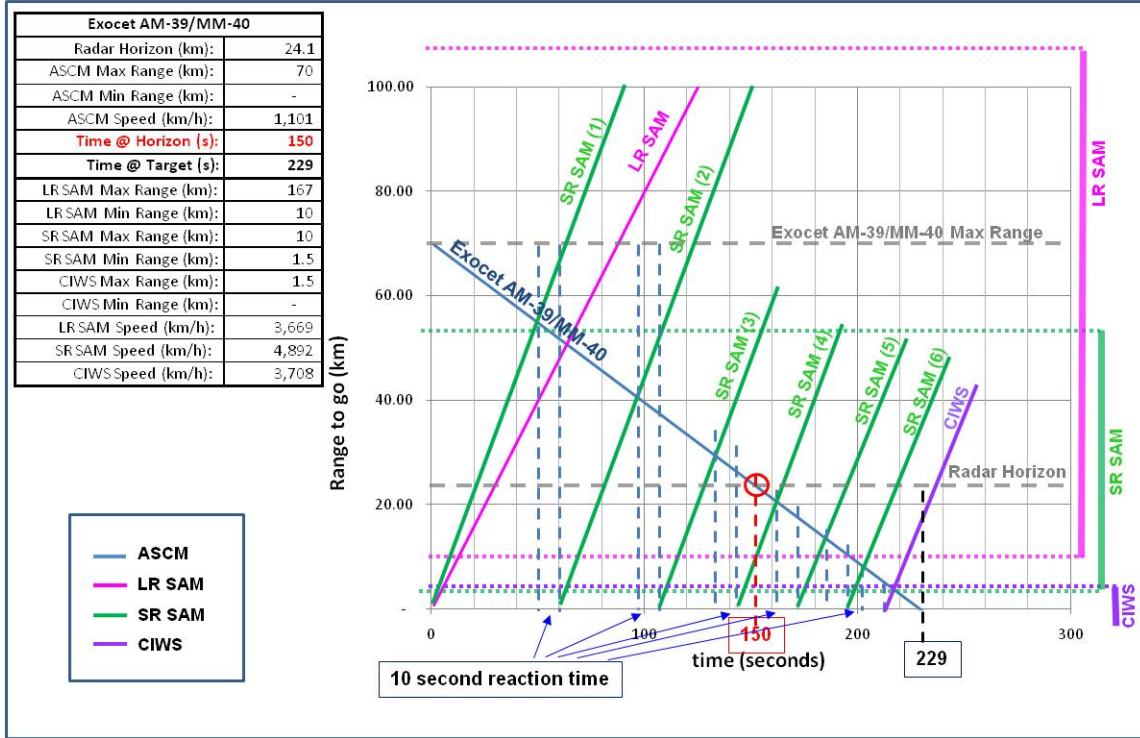 Exocet AM-39/MM-40
Radar Horizon (km): 24.1
ASCM Max Range (km): 70
ASCM Min Range (km): -
ASCM Speed (km/h): 1,101
Time @ Horizon (s): 150
Time @ Target (s): 229
LR SAM Max Range (km): 167
LR SAM Min Range (km): 10
SR SAM Max Range (km): 10
SR SAM Min Range (km): 1.5
CIWS Max Range (km): 1.5
CIWS Min Range (km): -
LR SAM Speed (km/h): 3,669
SR SAM Speed (km/h): 4,892
CIWS Speed (km/h): 3,708
ASCM
LR SAM
SR SAM
CIWS
Range to go (km)
100.00
80.00
60.00
40.00
20.00
-
SR SAM (1)
LR SAM
SR SAM (2)
Exocet AM-39/MM-40 Max Range
Exocet AM-39/MM-40
SR SAM (3)
SR SAM (4)
SR SAM (5)
SR SAM (6)
CIWS
Radar Horizon
LR SAM
SR SAM
CIWS
0
100
150
200
229
300
time (seconds)
10 second reaction time